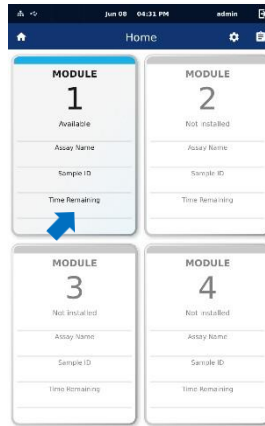 Jun 08 04:31 PM admin
Home
MODULE
1
Available
Assay Name
Sample ID
Time Remaining
MODULE
2
Not installed
Assay Name
Sample ID
Time Remaining
MODULE
3
Not installed
Assay Name
Sample ID
Time Remaining
MODULE
4
Not installed
Assay Name
Sample ID
Time Remaining